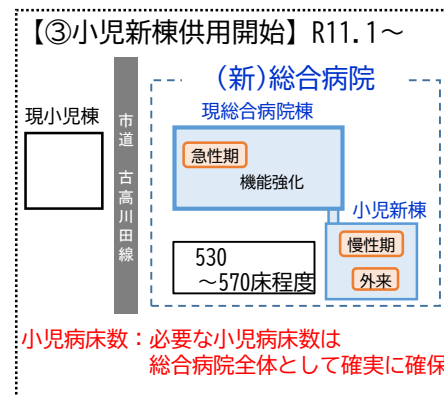 【③小児新棟供用開始】R11.1～
(新)総合病院
現小児棟
市道 古高川田線
現総合病院棟
急性期
機能強化
小児新棟
慢性期
外来
530
～570床程度
小児病床数：必要な小児病床数は
総合病院全体として確実に確保